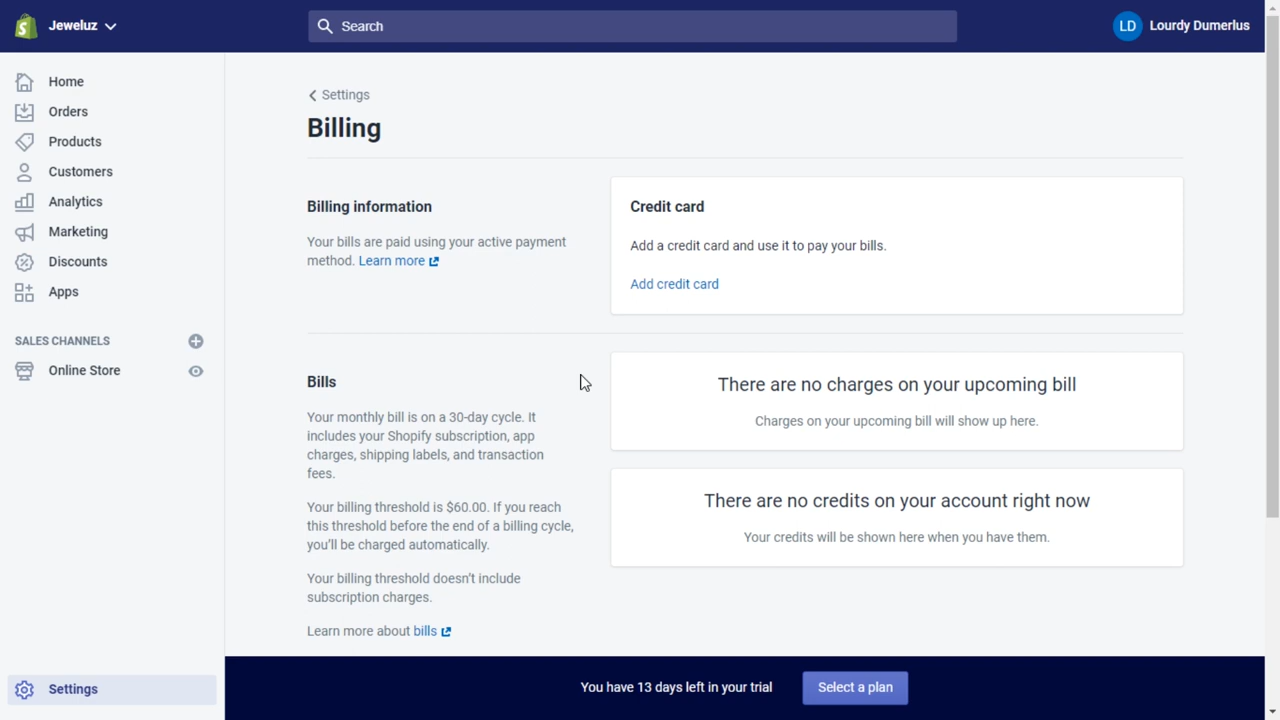 Jeweluz
Search
LD Lourdy Dumerlus
Home
Orders
Products
Customers
Analytics
Marketing
Discounts
Apps
SALES CHANNELS
Online Store
Settings
Settings
Billing
Billing information
Your bills are paid using your active payment
method. Learn more
Credit card
Add a credit card and use it to pay your bills.
Add credit card
Bills
Your monthly bill is on a 30-day cycle. It
includes your Shopify subscription, app
charges, shipping labels, and transaction
fees.
Your billing threshold is $60.00. If you reach
this threshold before the end of a billing cycle,
you'll be charged automatically.
Your billing threshold doesn't include
subscription charges.
Learn more about bills
There are no charges on your upcoming bill
Charges on your upcoming bill will show up here.
There are no credits on your account right now
Your credits will be shown here when you have them.
You have 13 days left in your trial
Select a plan